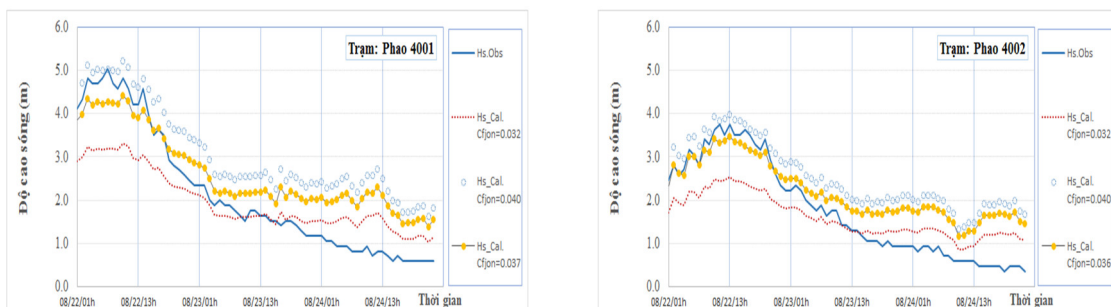 6.0
5.0
4.0
3.0
2.0
1.0
0.0
Độ cao sóng (m)
Trạm: Phao 4001
08/22/01h 08/22/13h 08/23/01h 08/23/13h 08/24/01h 08/24/13h
Thời gian
Hs.Obs
Hs_Cal.
Cfjon=0.032
Hs_Cal.
Cfjon=0.040
Hs_Cal.
Cfjon=0.037
6.0
5.0
4.0
3.0
2.0
1.0
0.0
Độ cao sóng (m)
Trạm: Phao 4002
08/22/01h 08/22/13h 08/23/01h 08/23/13h 08/24/01h 08/24/13h
Thời gian
Hs.Obs
Hs_Cal.
Cfjon=0.032
Hs_Cal.
Cfjon=0.040
Hs_Cal.
Cfjon=0.036